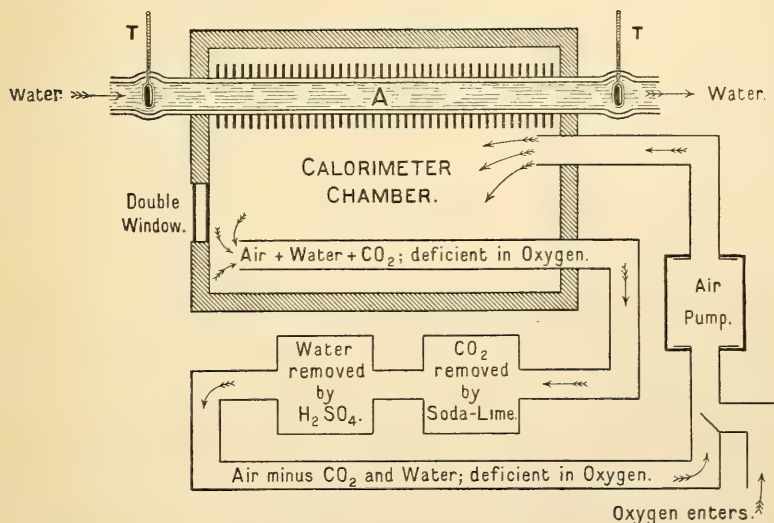 T
T
Water
A
Water.
CALORIMETER
CHAMBER.
Double
Window.
Air + Water + CO₂; deficient in Oxygen.
Air
Pump.
Water
removed
by
H₂SO₄.
CO₂
removed
by
Soda-Lime.
Air minus CO₂ and Water; deficient in Oxygen.
Oxygen enters.